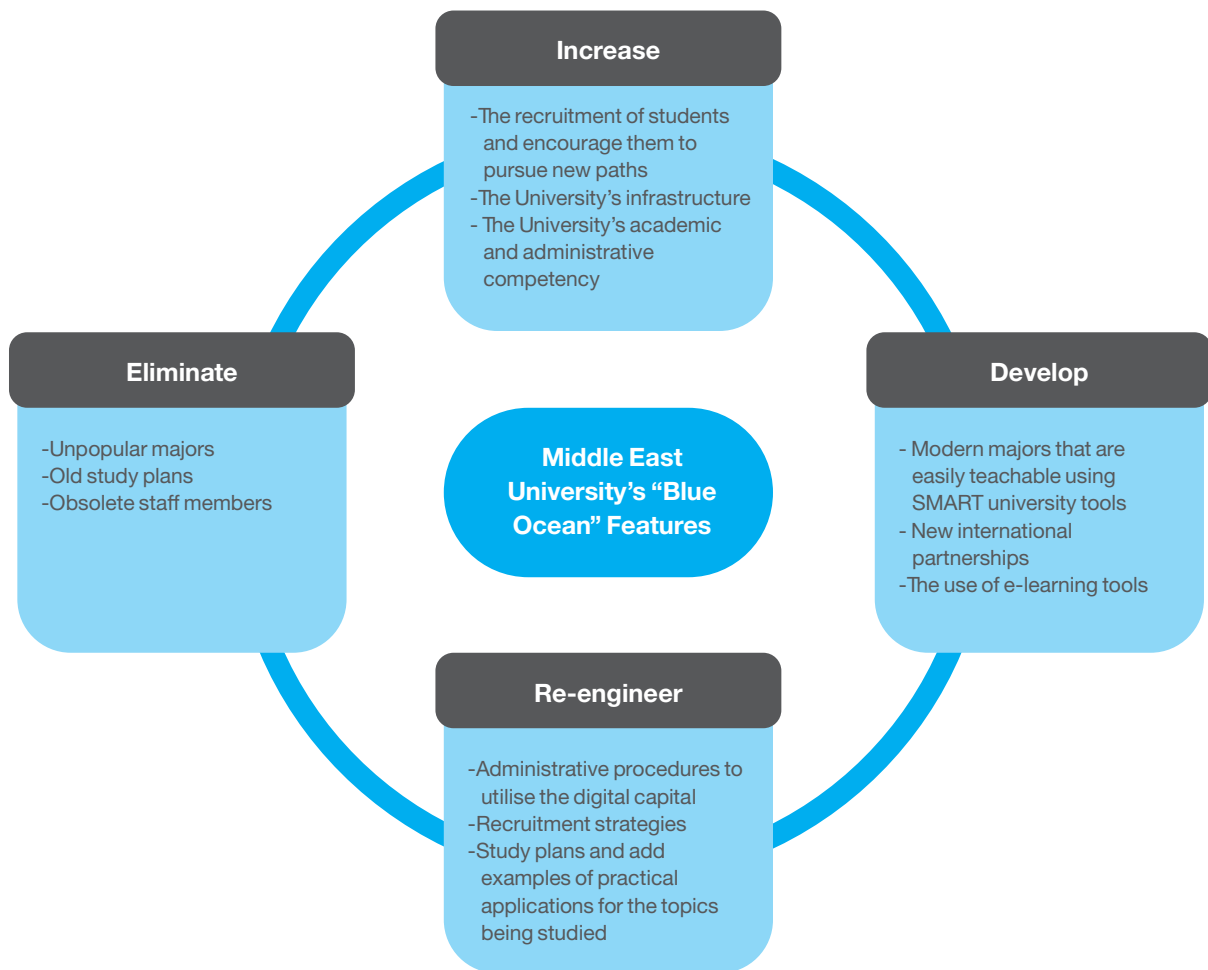 Increase
-The recruitment of students
and encourage them to
pursue new paths
-The University's infrastructure
- The University's academic
and administrative
competency
Eliminate
-Unpopular majors
-Old study plans
-Obsolete staff members
Middle East
University's “Blue
Ocean” Features
Develop
- Modern majors that are
easily teachable using
SMART university tools
- New international
partnerships
-The use of e-learning tools
Re-engineer
-Administrative procedures to
utilise the digital capital
-Recruitment strategies
-Study plans and add
examples of practical
applications for the topics
being studied